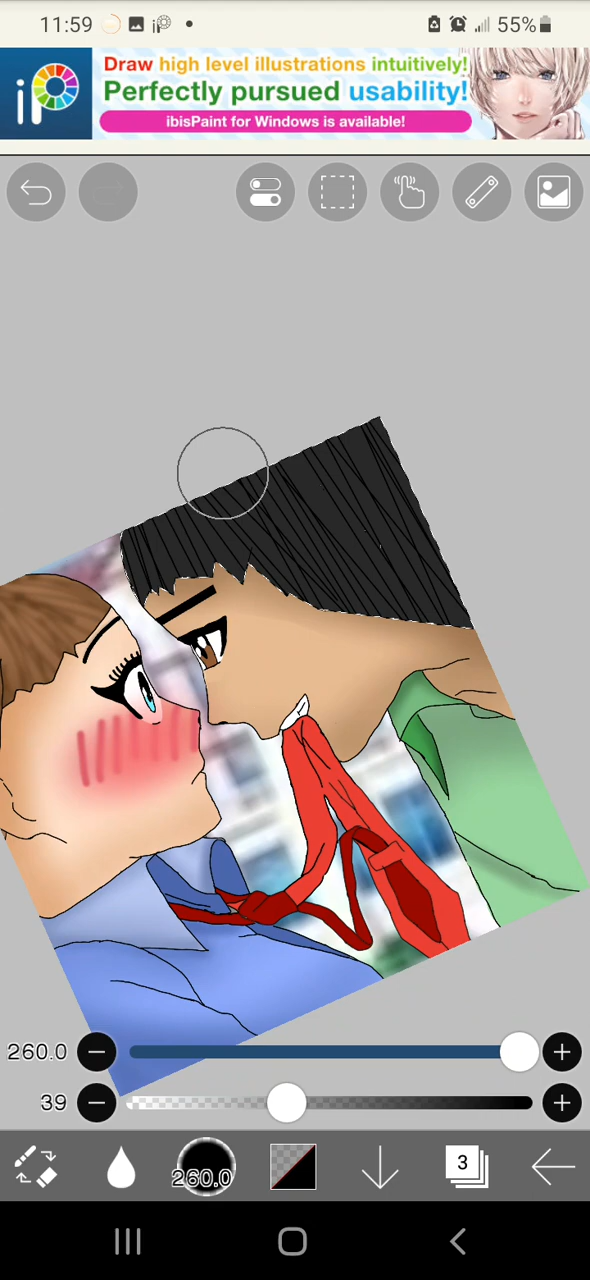 11:59
55%
iP
Draw high level illustrations intuitively!
Perfectly pursued usability!
ibisPaint for Windows is available!
260.0
39
260.0
3